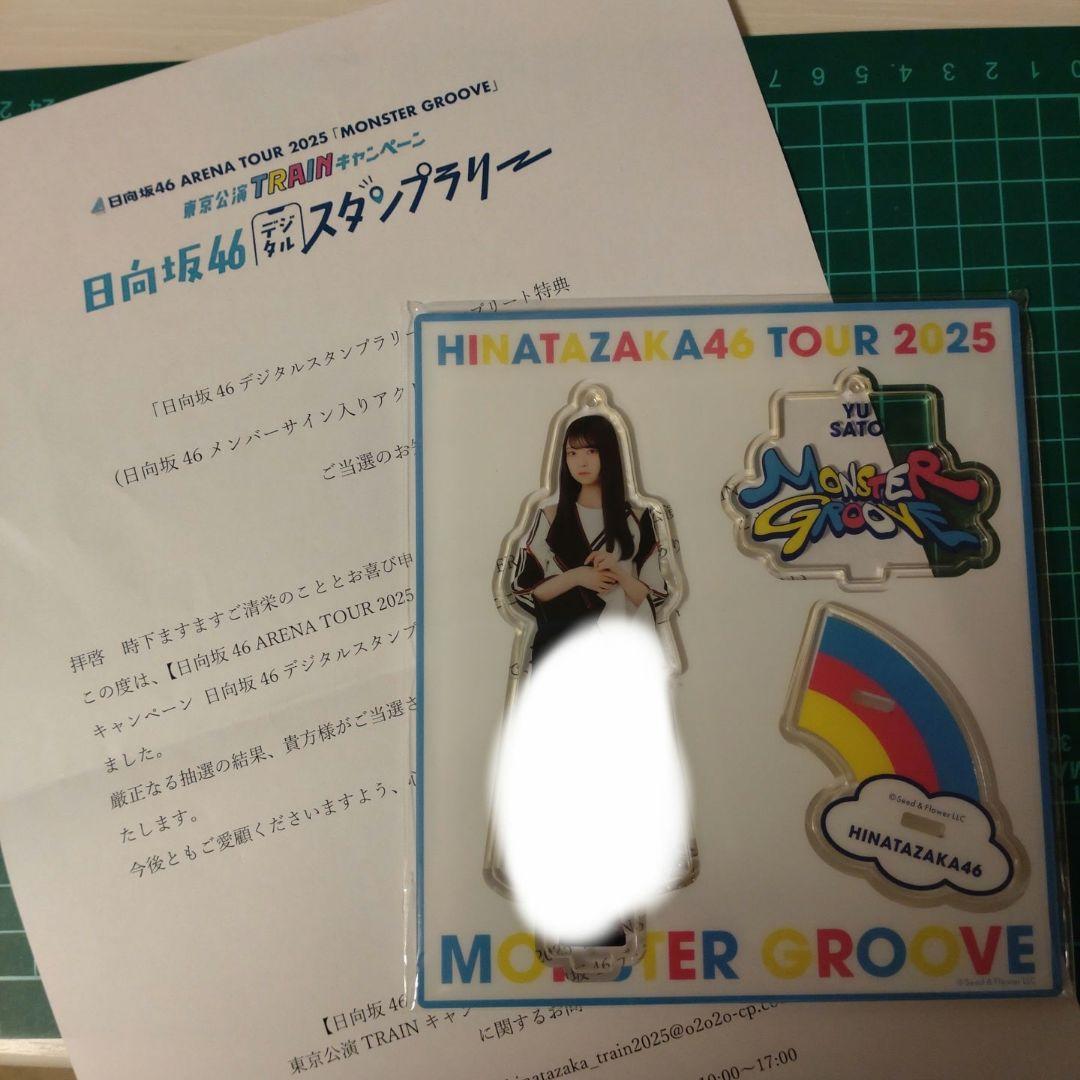 日向坂46 ARENA TOUR 2025「MONSTER GROOVE」
東京公演 TRAINキャンペーン
日向坂46 デジタル スタンプラリー
「日向坂46デジタルスタンプラリー プリート特典
(日向坂46メンバーサイン入りアクリ
ご当選のお
拝啓 時下ますますご清栄のこととお喜び申
この度は、【日向坂46 ARENA TOUR 2025
キャンペーン 日向坂46デジタルスタンプ
ました。
厳正なる抽選の結果、貴方様がご当選さ
たします。
今後ともご愛顧くださいますよう、心
【日向坂46
東京公演TRAINキャン
に関するお問
hinatazaka_train2025@o2o2o-cp.co
10:00～17:00
HINATAZAKA46 TOUR 2025
YU
SATO
MONSTER
GROOVE
©Seed & Flower LLC
HINATAZAKA46
MONSTER GROOVE
©Seed & Flower LLC
0 1 2 3 4 5 6 7